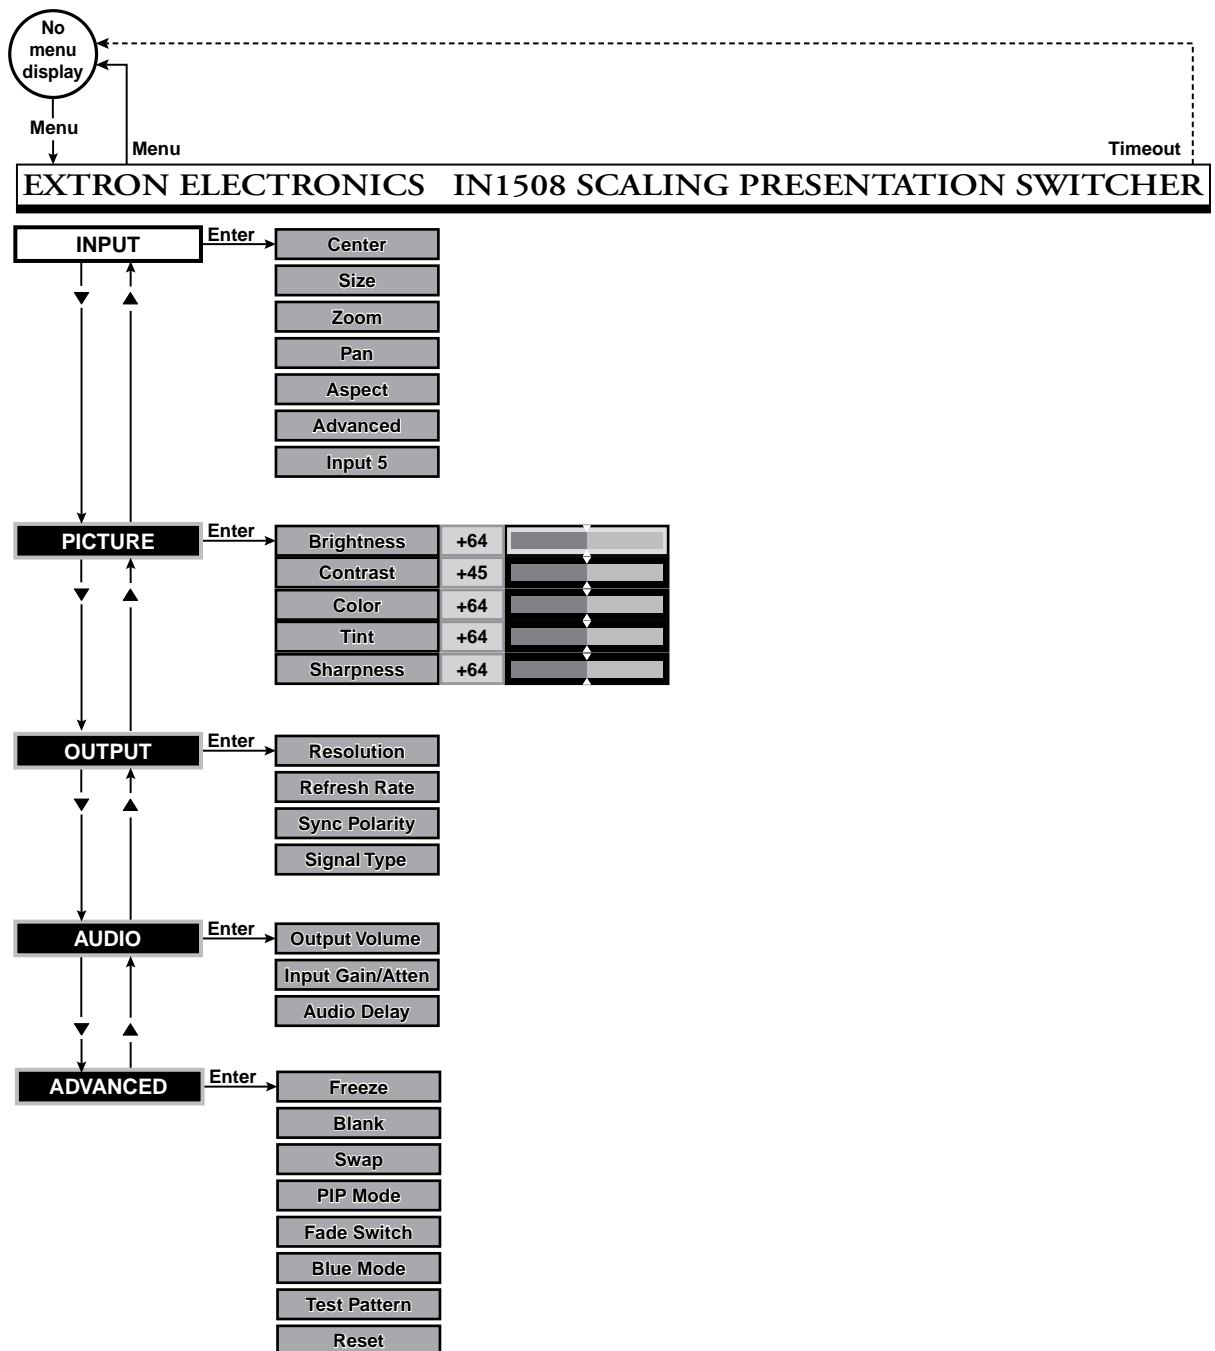 No
menu
display
Menu
Menu
Timeout
EXTRON ELECTRONICS IN1508 SCALING PRESENTATION SWITCHER
INPUT
Enter
Center
Size
Zoom
Pan
Aspect
Advanced
Input 5
PICTURE
Enter
Brightness +64
Contrast +45
Color +64
Tint +64
Sharpness +64
OUTPUT
Enter
Resolution
Refresh Rate
Sync Polarity
Signal Type
AUDIO
Enter
Output Volume
Input Gain/Atten
Audio Delay
ADVANCED
Enter
Freeze
Blank
Swap
PIP Mode
Fade Switch
Blue Mode
Test Pattern
Reset